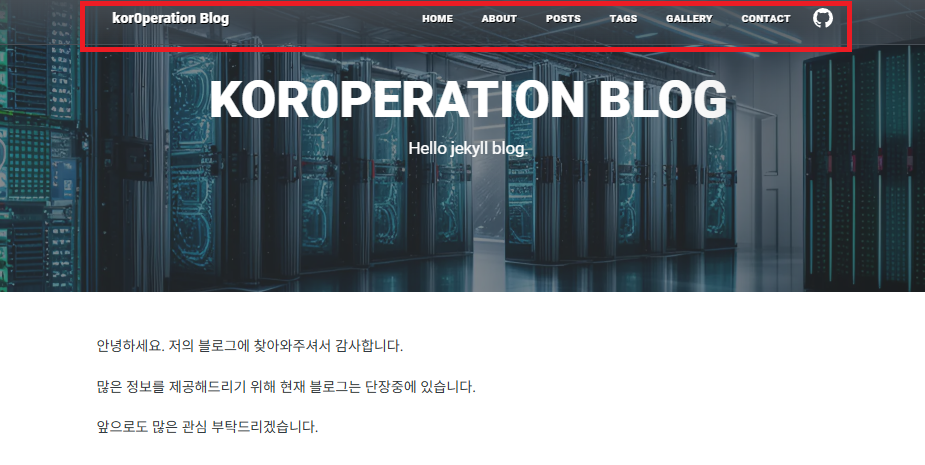 kor0peration Blog HOME ABOUT POSTS TAGS GALLERY CONTACT
KOR0PERATION BLOG
Hello jekyll blog.
안녕하세요. 저의 블로그에 찾아와주셔서 감사합니다.
많은 정보를 제공해드리기 위해 현재 블로그는 단장중에 있습니다.
앞으로도 많은 관심 부탁드리겠습니다.